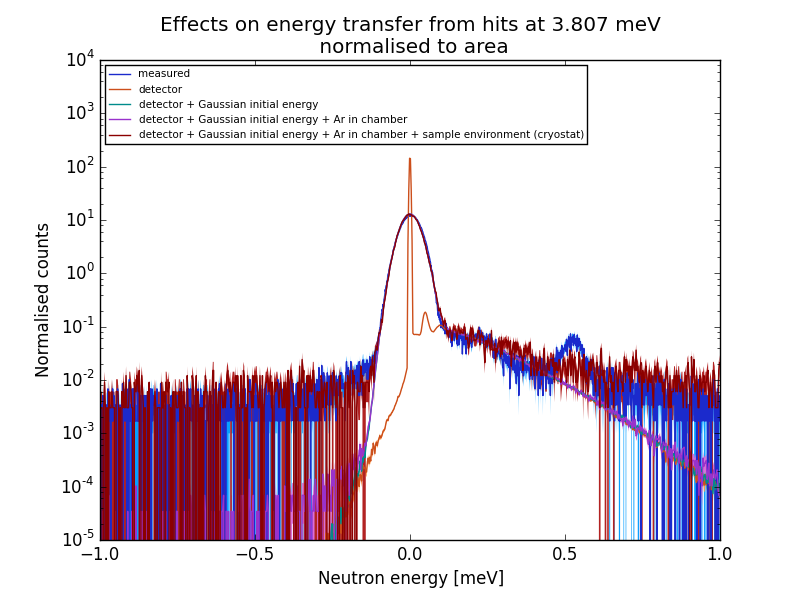 Effects on energy transfer from hits at 3.807 meV
normalised to area
10^4
10^3
10^2
10^1
10^0
10^-1
10^-2
10^-3
10^-4
10^-5
measured
detector
detector + Gaussian initial energy
detector + Gaussian initial energy + Ar in chamber
detector + Gaussian initial energy + Ar in chamber + sample environment (cryostat)
Normalised counts
−1.0 −0.5 0.0 0.5 1.0
Neutron energy [meV]